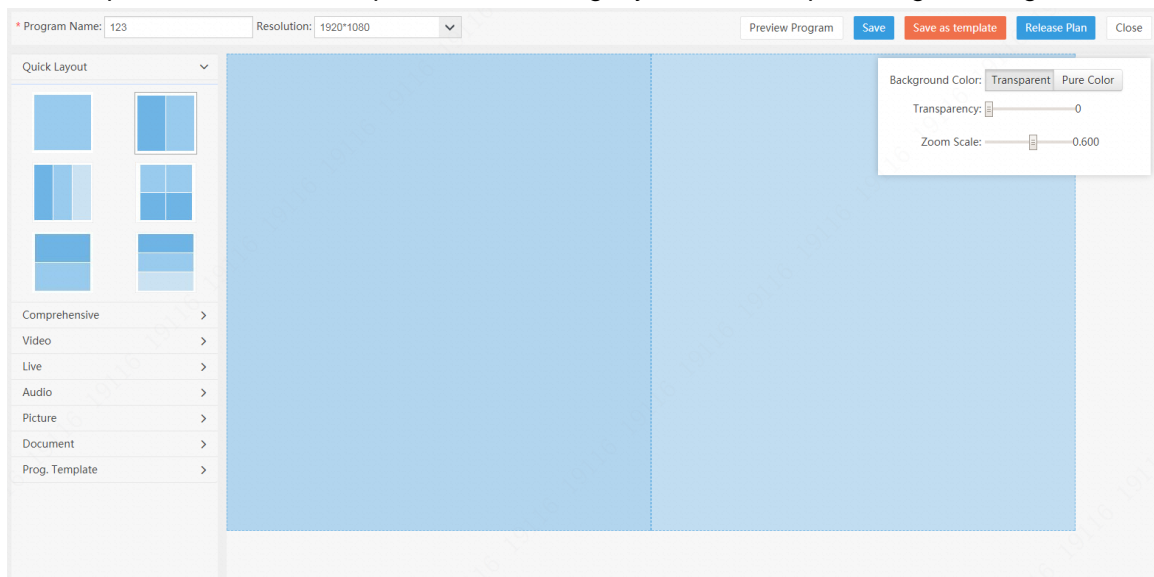 * Program Name: 123 Resolution: 1920*1080 Preview Program Save Save as template Release Plan Close
Quick Layout
Background Color: Transparent Pure Color
Transparency: 0
Zoom Scale: 0.600
Comprehensive
Video
Live
Audio
Picture
Document
Prog. Template